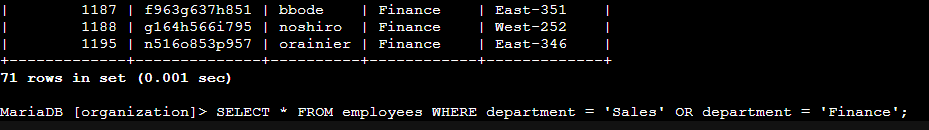 |        1187 | f963g637h851 | bbode    | Finance    | East-351    |
|        1188 | g164h566i795 | noshiro  | Finance    | West-252    |
|        1195 | n516o853p957 | orainier | Finance    | East-346    |
+-------------+--------------+----------+------------+-------------+
71 rows in set (0.001 sec)
MariaDB [organization]> SELECT * FROM employees WHERE department = 'Sales' OR department = 'Finance';